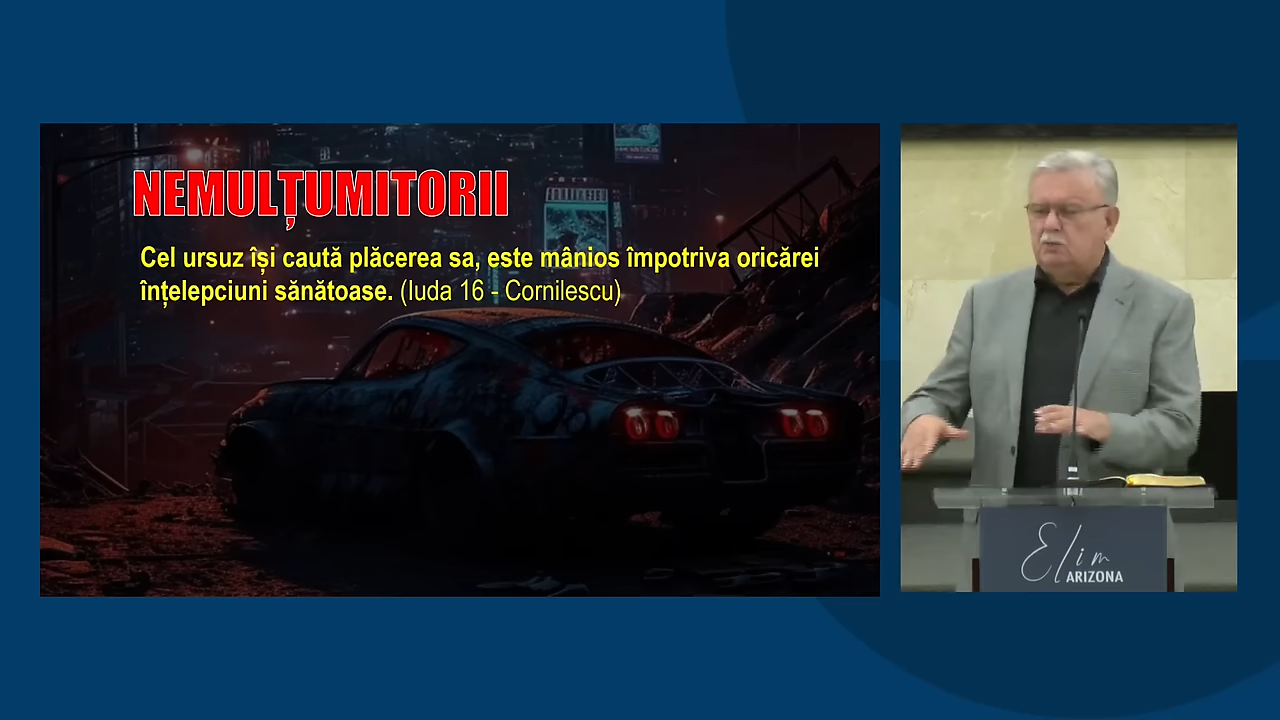 NEMULȚUMITORII
Cel ursuz își caută plăcerea sa, este mânios împotriva oricărei
înțelepciuni sănătoase. (Iuda 16 - Cornilescu)
Elim
ARIZONA